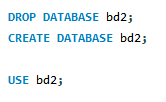 DROP DATABASE bd2;
CREATE DATABASE bd2;
USE bd2;